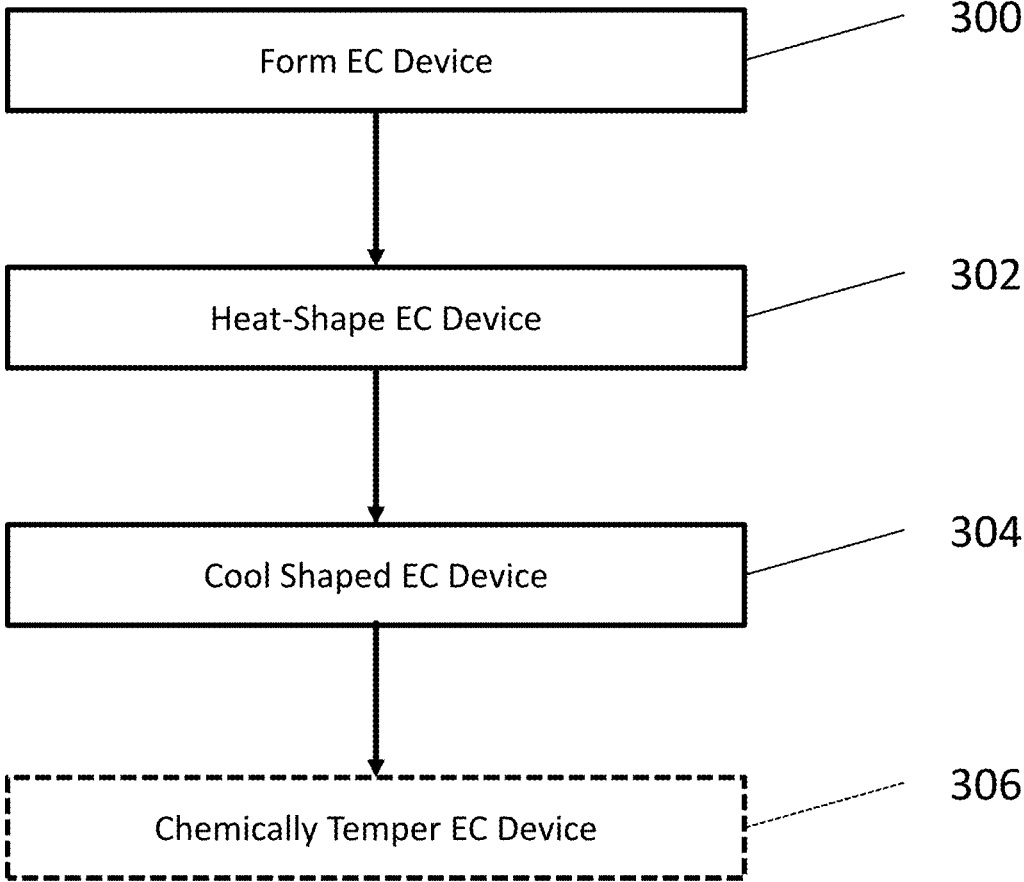 300
Form EC Device
302
Heat-Shape EC Device
304
Cool Shaped EC Device
306
Chemically Temper EC Device